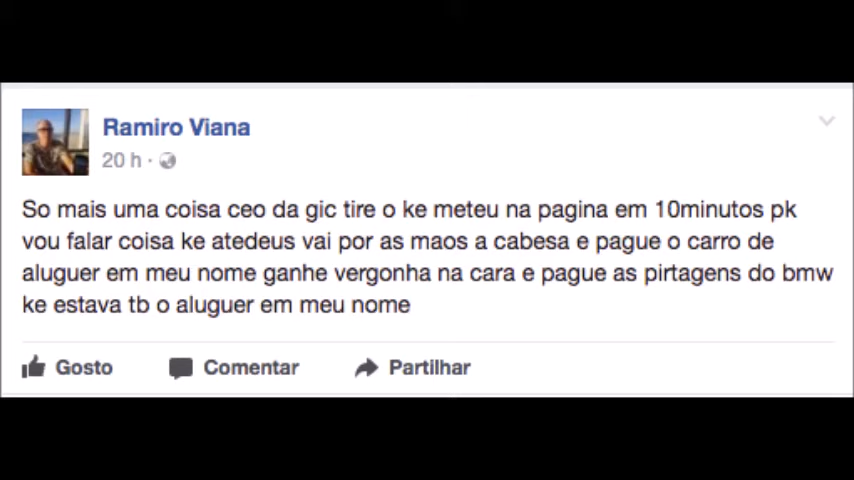 Ramiro Viana
20 h ·
So mais uma coisa ceo da gic tire o ke meteu na pagina em 10minutos pk
vou falar coisa ke atedeus vai por as maos a cabesa e pague o carro de
aluguer em meu nome ganhe vergonha na cara e pague as pirtagens do bmw
ke estava tb o aluguer em meu nome
Gosto Comentar Partilhar